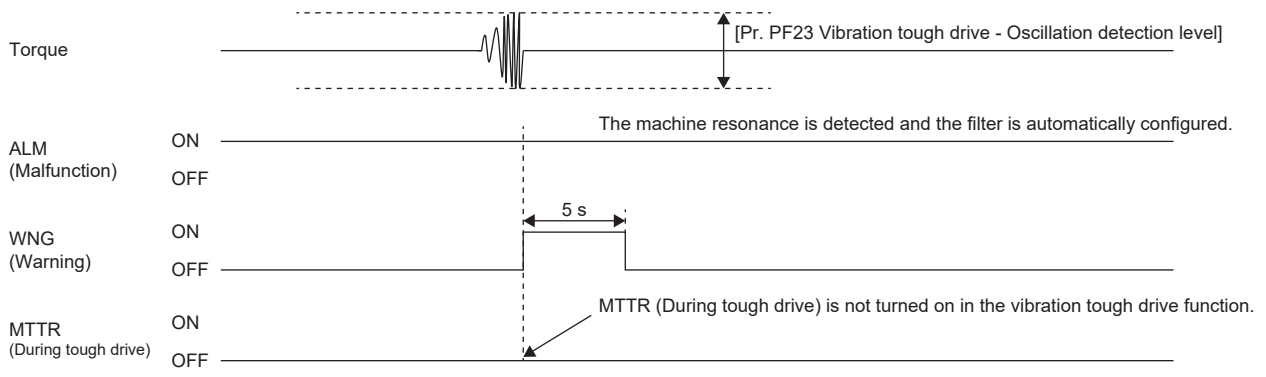 [Pr. PF23 Vibration tough drive - Oscillation detection level]
Torque
The machine resonance is detected and the filter is automatically configured.
ALM
(Malfunction)
ON
OFF
5 s
WNG
(Warning)
ON
OFF
MTTR (During tough drive) is not turned on in the vibration tough drive function.
MTTR
(During tough drive)
ON
OFF